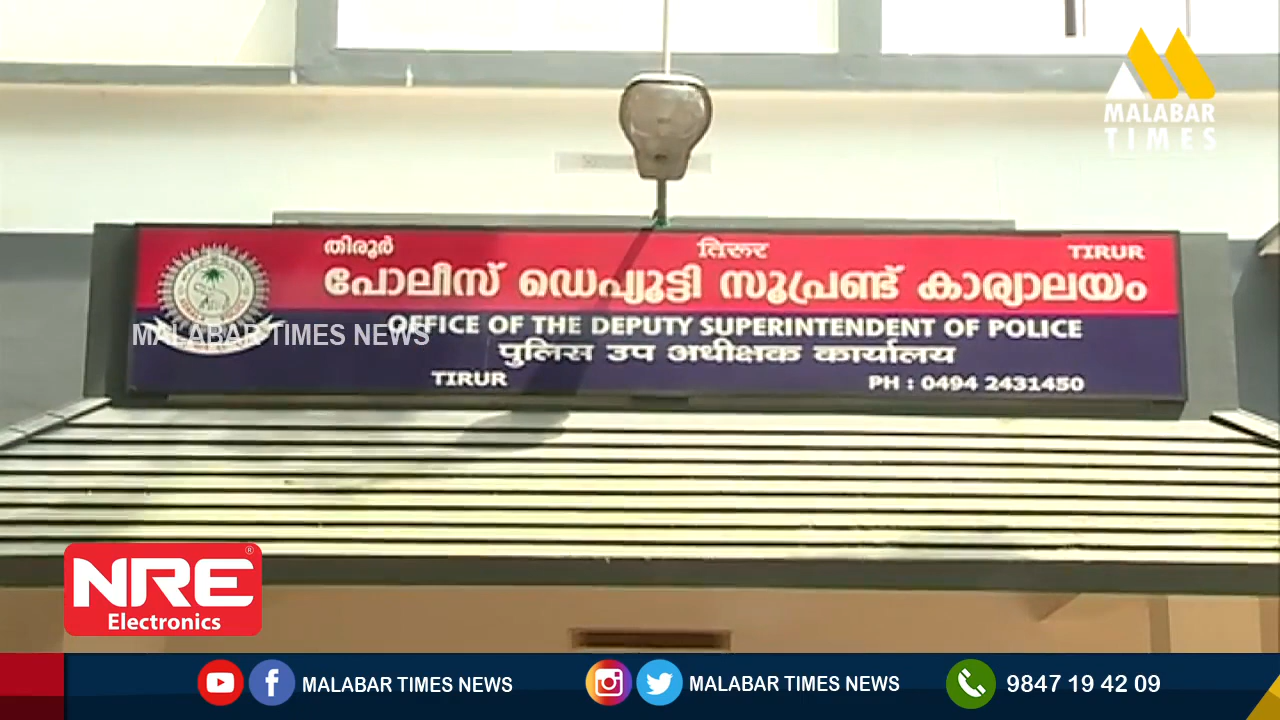 MALABAR
TIMES
തിരൂർ तिरूर TIRUR
പോലീസ് ഡെപ്യൂട്ടി സൂപ്രണ്ട് കാര്യാലയം
OFFICE OF THE DEPUTY SUPERINTENDENT OF POLICE
MALABAR TIMES NEWS
पुलिस उप अधीक्षक कार्यालय
TIRUR PH : 0494 2431450
NRE®
Electronics
MALABAR TIMES NEWS MALABAR TIMES NEWS 9847 19 42 09